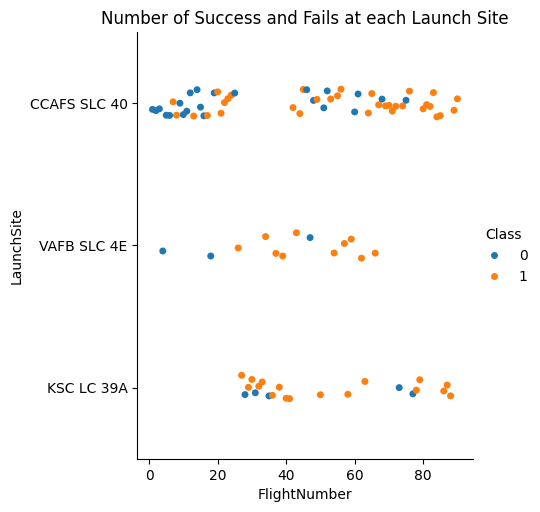 Number of Success and Fails at each Launch Site
CCAFS SLC 40
VAFB SLC 4E
KSC LC 39A
LaunchSite
0
20
40
60
80
FlightNumber
Class
0
1